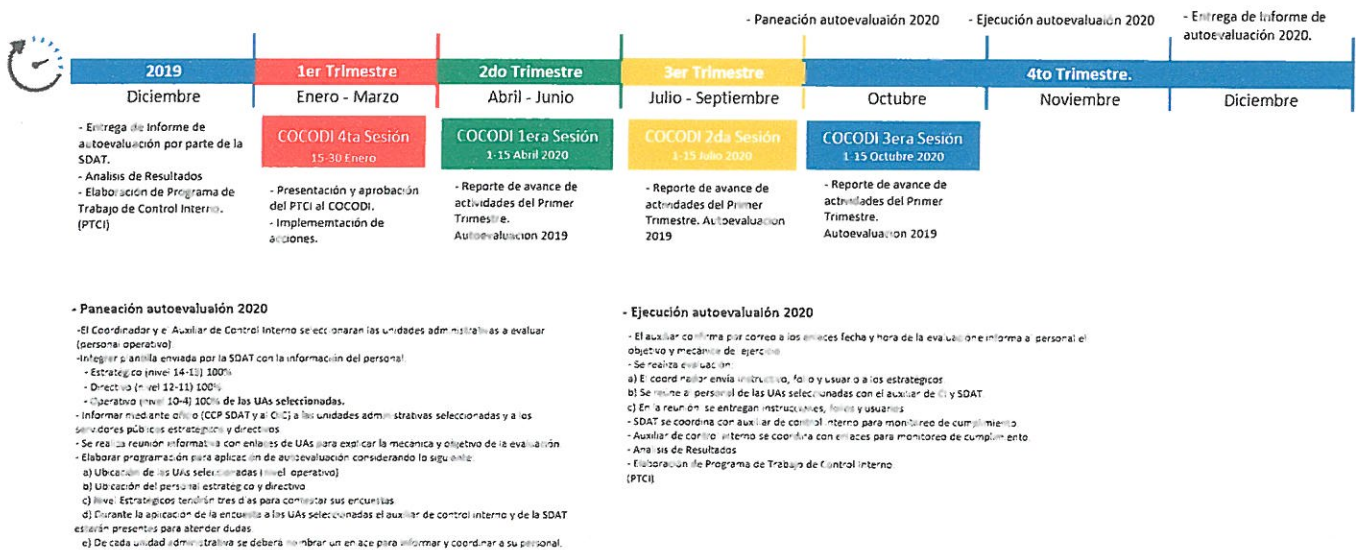 - Paneación autoevaluaión 2020
- Ejecución autoevaluaión 2020
- Entrega de Informe de
autoevaluación 2020.
2019
1er Trimestre
2do Trimestre
3er Trimestre
4to Trimestre.
Diciembre
Enero - Marzo
Abril - Junio
Julio - Septiembre
Octubre
Noviembre
Diciembre
- Entrega de Informe de
autoevaluación por parte de la
SDAT.
- Analisis de Resultados
- Elaboración de Programa de
Trabajo de Control Interno.
(PTCI)
COCODI 4ta Sesión
15-30 Enero
- Presentación y aprobación
del PTCI al COCODI.
- Implementación de
acciones.
COCODI 1era Sesión
1-15 Abril 2020
- Reporte de avance de
actividades del Primer
Trimestre.
Autoevaluacion 2019
COCODI 2da Sesión
1-15 Julio 2020
- Reporte de avance de
actividades del Primer
Trimestre. Autoevaluacion
2019
COCODI 3era Sesión
1-15 Octubre 2020
- Reporte de avance de
actividades del Primer
Trimestre.
Autoevaluacion 2019
- Paneación autoevaluaión 2020
-El Coordinador y el Auxiliar de Control Interno seleccionaran las unidades administrativas a evaluar
(personal operativo)
-Integrar plantilla enviada por la SDAT con la información del personal
- Estratégico (nivel 14-13) 100%
- Directivo (nivel 12-11) 100%
- Operativo (nivel 10-4) 100% de las UAs seleccionadas.
- Informar mediante oficio (CCP SDAT y al OIC) a las unidades administrativas seleccionadas y a los
servidores públicos estratégicos y directivos
- Se realiza reunión informativa con enlaces de UAs para explicar la mecanica y objetivo de la evaluación
- Elaborar programación para aplicación de autoevaluación considerando lo siguiente:
a) Ubicación de las UAs seleccionadas (nivel operativo)
b) Ubicación del personal estratégico y directivo
c) Nivel Estrategicos tendrán tres días para contestar sus encuestas
d) Durante la aplicación de la encuesta a las UAs seleccionadas el auxiliar de control interno y de la SDAT
estarán presentes para atender dudas
e) De cada unidad administrativa se deberá nombrar un enlace para informar y coordinar a su personal.
- Ejecución autoevaluaión 2020
- El auxiliar confirma por correo a los enlaces fecha y hora de la evaluacione informa al personal el
objetivo y mecánica de ejercicio
- Se realiza evaluación:
a) El coordinador envía instructivo, folio y usuario a los estratégicos
b) Se reune al personal de las UAs seleccionadas con el auxiliar de CI y SDAT
c) En la reunión se entregan instrucciones, folios y usuarios
- SDAT se coordina con auxiliar de control interno para monitoreo de cumplimiento.
- Auxiliar de control interno se coordina con enlaces para monitoreo de cumplimiento
- Analisis de Resultados
- Elaboración de Programa de Trabajo de Control Interno
(PTCI)